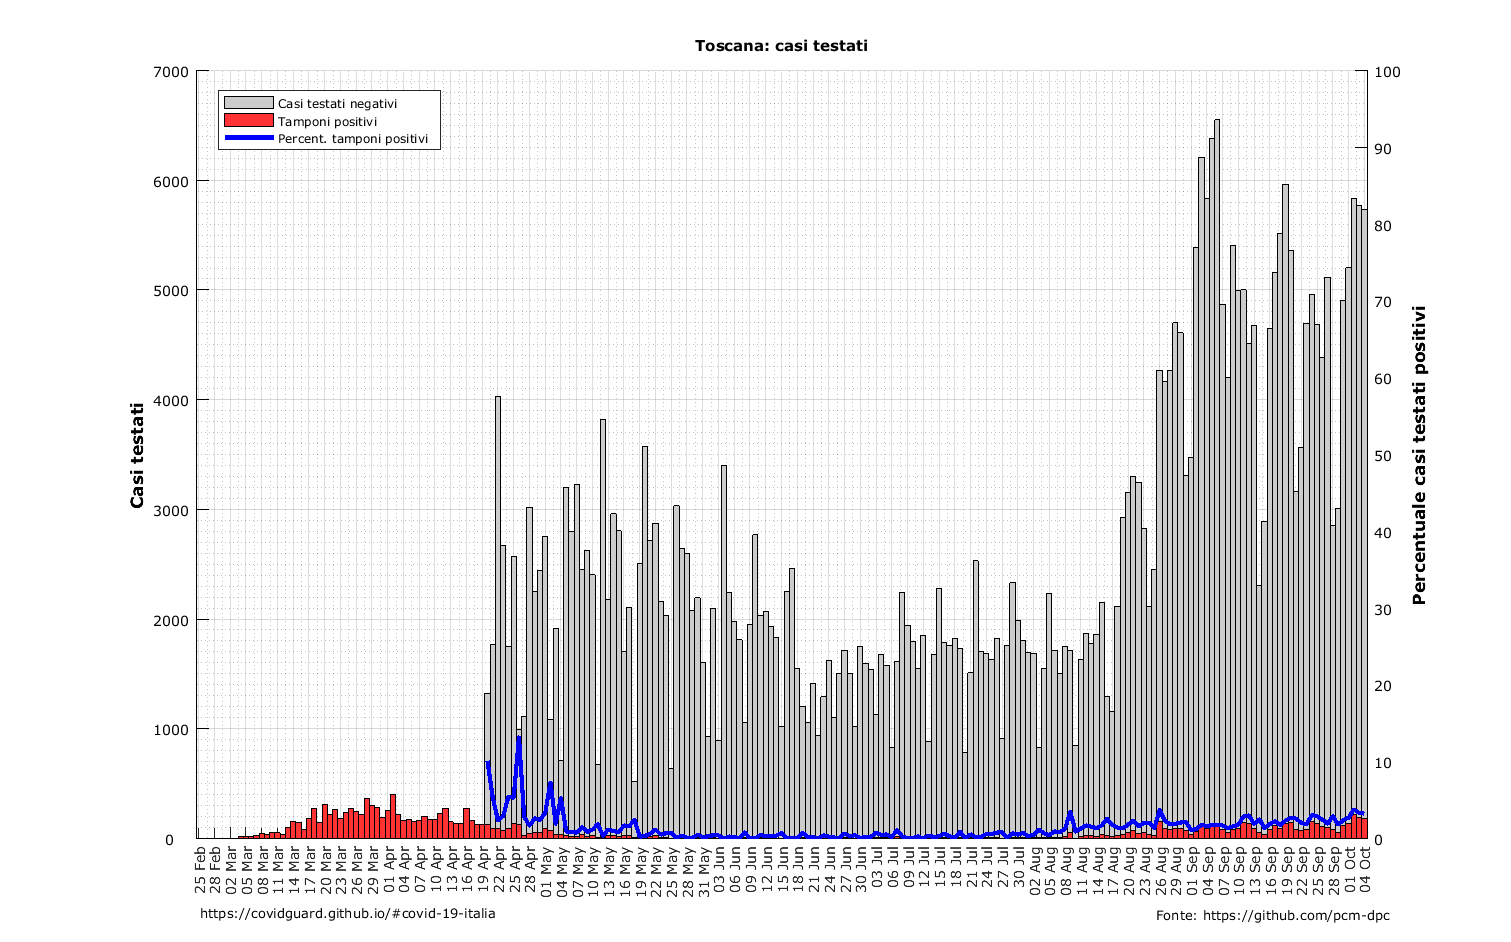 Toscana: casi testati
7000
6000
5000
4000
3000
2000
1000
0
100
90
80
70
60
50
40
30
20
10
0
Casi testati negativi
Tamponi positivi
Percent. tamponi positivi
Casi testati
Percentuale casi testati positivi
25 Feb
28 Feb
02 Mar
05 Mar
08 Mar
11 Mar
14 Mar
17 Mar
20 Mar
23 Mar
26 Mar
29 Mar
01 Apr
04 Apr
07 Apr
10 Apr
13 Apr
16 Apr
19 Apr
22 Apr
25 Apr
28 Apr
01 May
04 May
07 May
10 May
13 May
16 May
19 May
22 May
25 May
28 May
31 May
03 Jun
06 Jun
09 Jun
12 Jun
15 Jun
18 Jun
21 Jun
24 Jun
27 Jun
30 Jun
03 Jul
06 Jul
09 Jul
12 Jul
15 Jul
18 Jul
21 Jul
24 Jul
27 Jul
30 Jul
02 Aug
05 Aug
08 Aug
11 Aug
14 Aug
17 Aug
20 Aug
23 Aug
26 Aug
29 Aug
01 Sep
04 Sep
07 Sep
10 Sep
13 Sep
16 Sep
19 Sep
22 Sep
25 Sep
28 Sep
01 Oct
04 Oct
https://covidguard.github.io/#covid-19-italia
Fonte: https://github.com/pcm-dpc